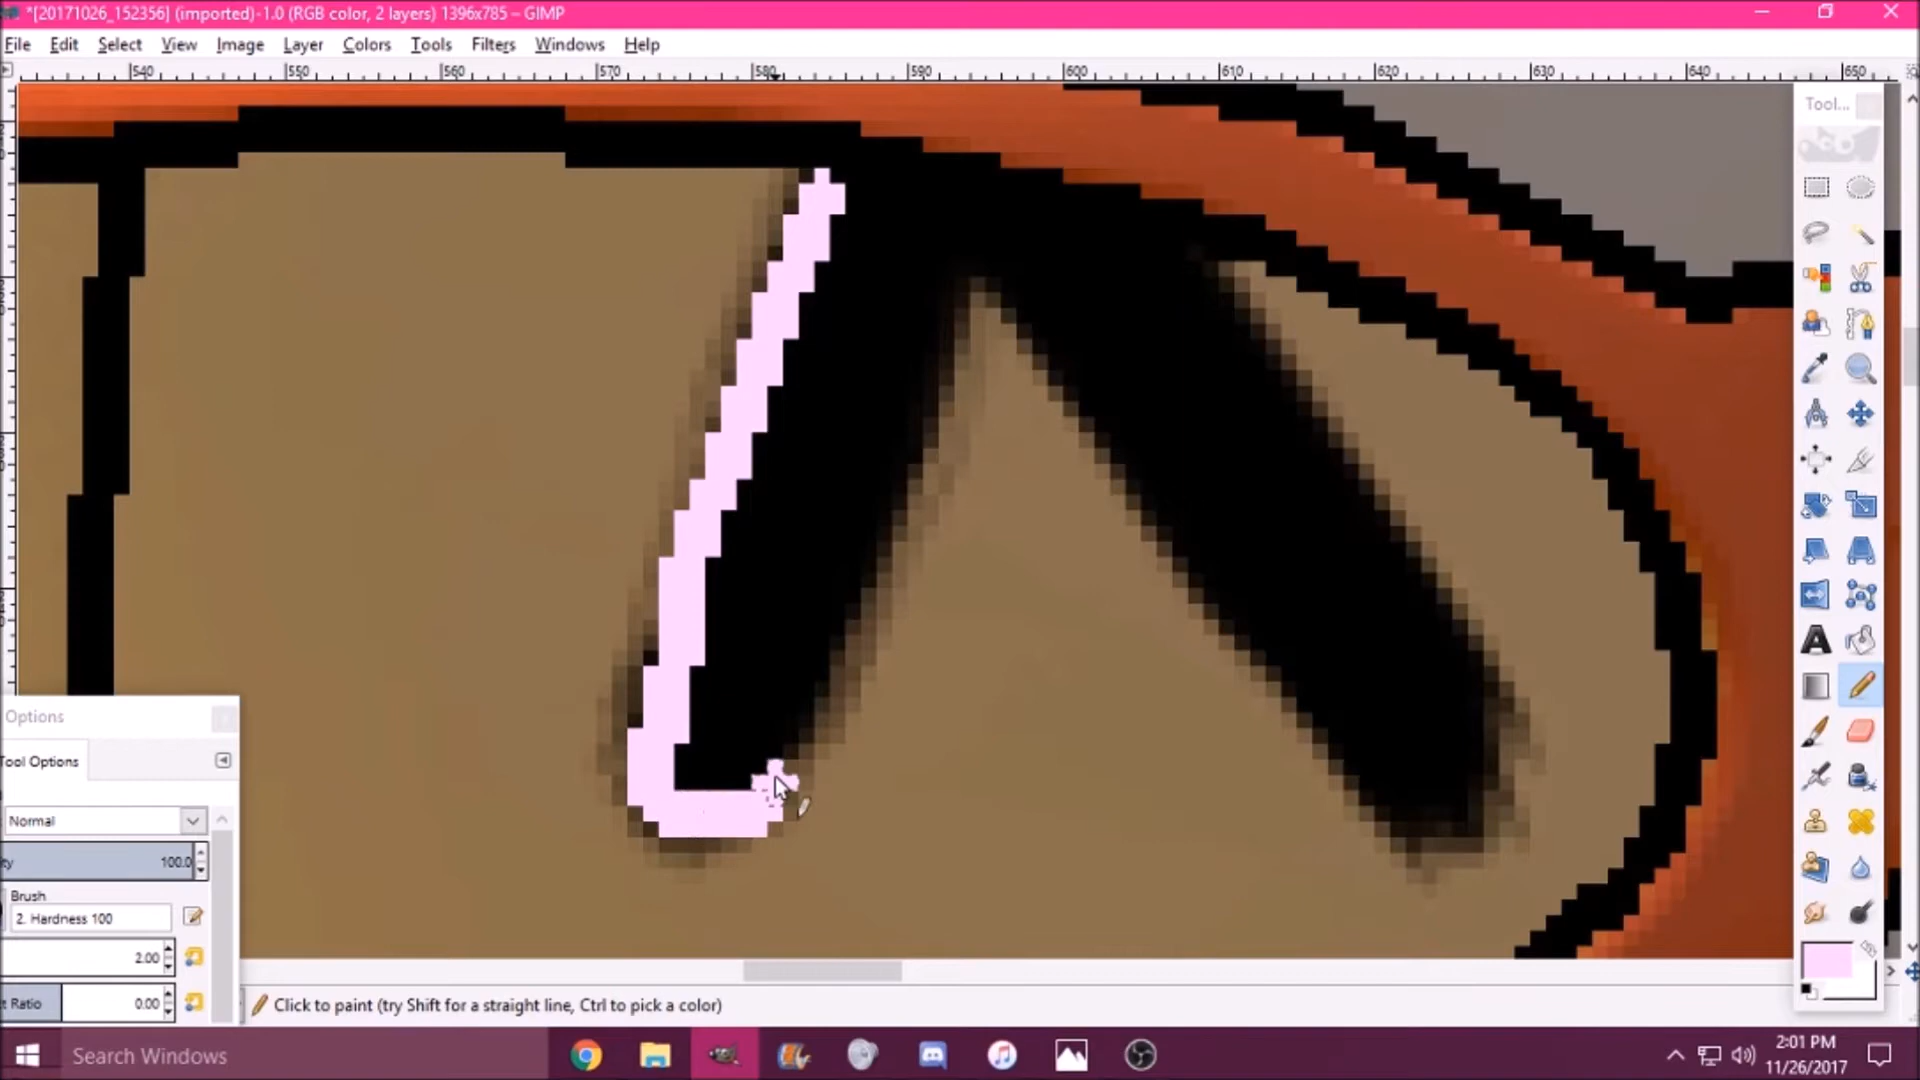 *[20171026_152356] (imported)-1.0 (RGB color, 2 layers) 1396x785 – GIMP
File Edit Select View Image Layer Colors Tools Filters Windows Help
540 550 560 570 580 590 600 610 620 630 640 650
Tool...
Options
Tool Options
Normal
ty 100.0
Brush
2. Hardness 100
2.00
t Ratio 0.00
Click to paint (try Shift for a straight line, Ctrl to pick a color)
Search Windows
2:01 PM
11/26/2017